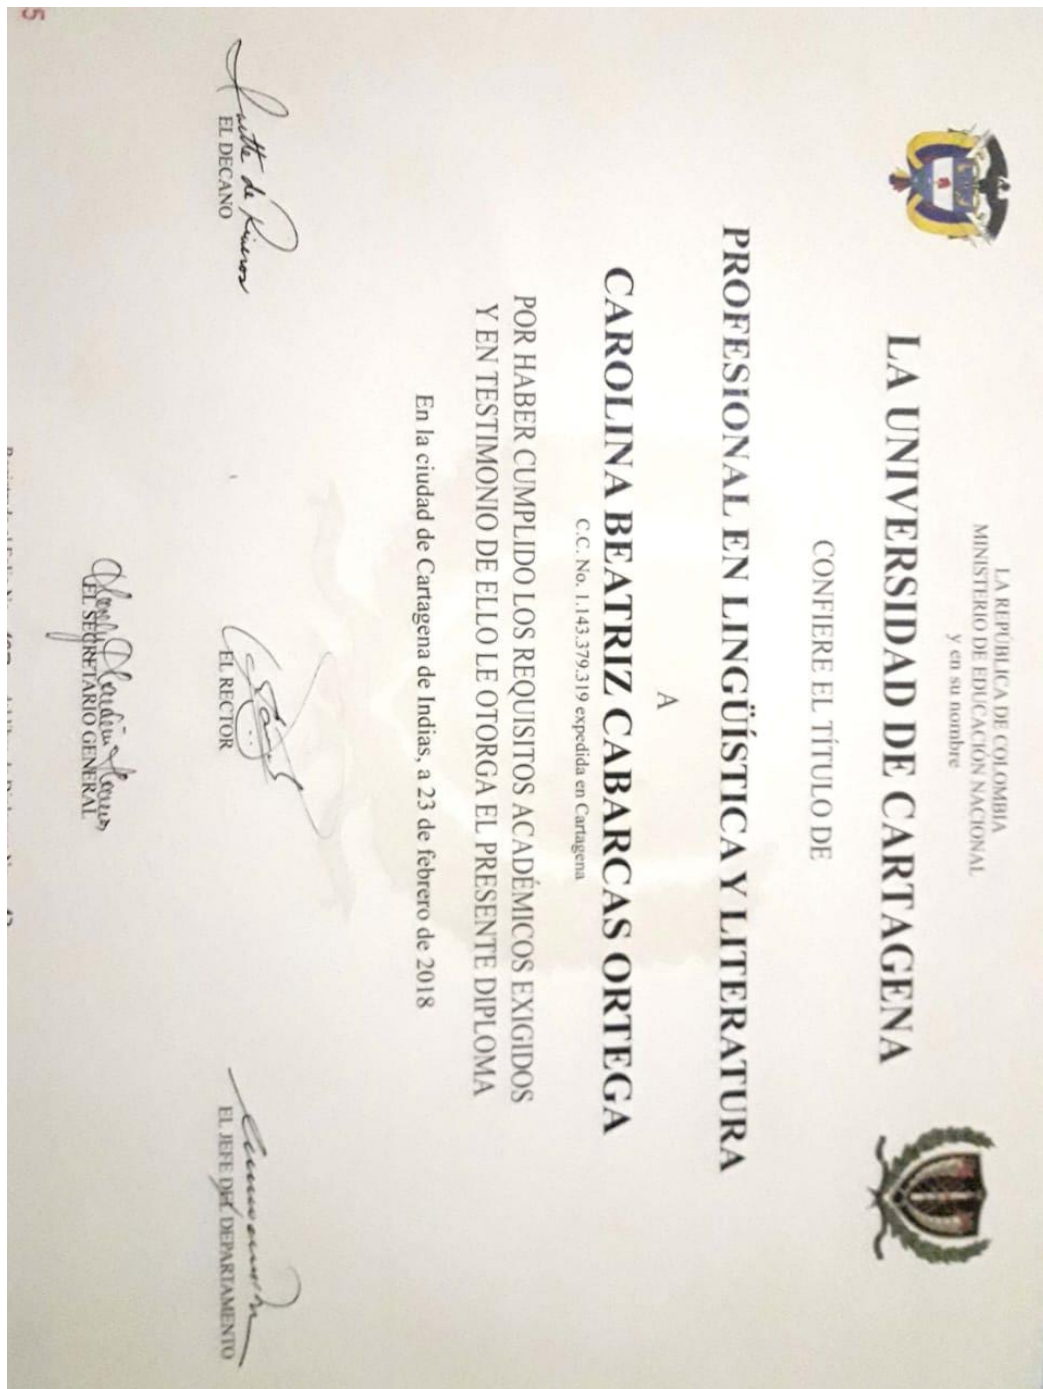 LA REPÚBLICA DE COLOMBIA
MINISTERIO DE EDUCACIÓN NACIONAL
y en su nombre
LA UNIVERSIDAD DE CARTAGENA
CONFIERE EL TÍTULO DE
PROFESIONAL EN LINGÜÍSTICA Y LITERATURA
A
CAROLINA BEATRIZ CABARCAS ORTEGA
C.C. No. 1.143.379.319 expedida en Cartagena
POR HABER CUMPLIDO LOS REQUISITOS ACADÉMICOS EXIGIDOS
Y EN TESTIMONIO DE ELLO LE OTORGA EL PRESENTE DIPLOMA
En la ciudad de Cartagena de Indias, a 23 de febrero de 2018
EL DECANO
EL RECTOR
EL JEFE DEL DEPARTAMENTO
EL SECRETARIO GENERAL
5